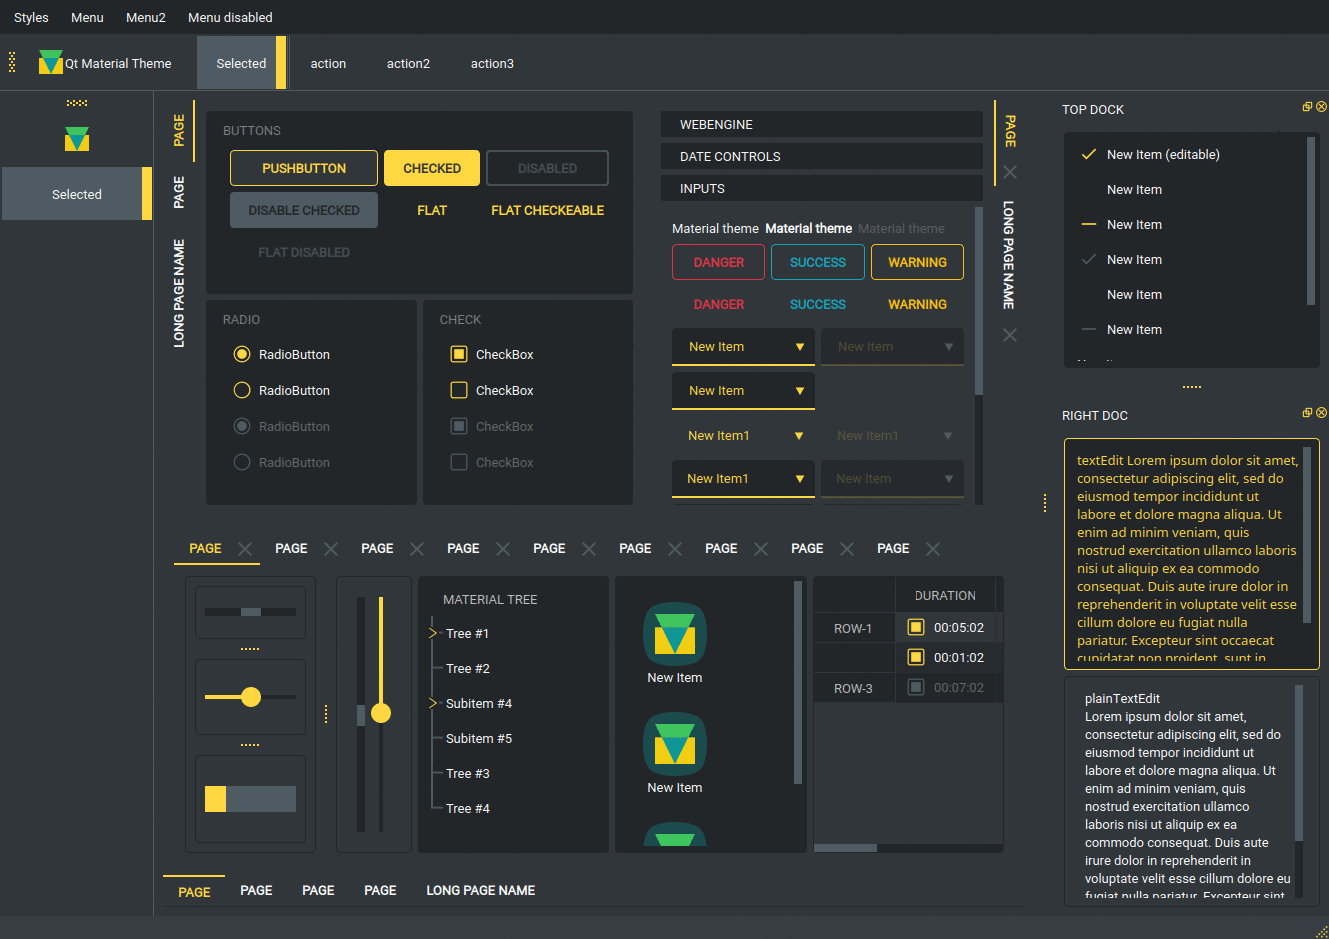 Styles Menu Menu2 Menu disabled
Qt Material Theme Selected action action2 action3
Selected
PAGE
PAGE
LONG PAGE NAME
BUTTONS
PUSHBUTTON CHECKED DISABLED
DISABLE CHECKED FLAT FLAT CHECKEABLE
FLAT DISABLED
RADIO
RadioButton
RadioButton
RadioButton
RadioButton
CHECK
CheckBox
CheckBox
CheckBox
CheckBox
WEBENGINE
DATE CONTROLS
INPUTS
Material theme Material theme Material theme
DANGER SUCCESS WARNING
DANGER SUCCESS WARNING
New Item New Item
New Item
New Item1 New Item1
New Item1 New Item
PAGE
LONG PAGE NAME
TOP DOCK
New Item (editable)
New Item
New Item
New Item
New Item
New Item
RIGHT DOC
textEdit Lorem ipsum dolor sit amet,
consectetur adipiscing elit, sed do
eiusmod tempor incididunt ut
labore et dolore magna aliqua. Ut
enim ad minim veniam, quis
nostrud exercitation ullamco laboris
nisi ut aliquip ex ea commodo
consequat. Duis aute irure dolor in
reprehenderit in voluptate velit esse
cillum dolore eu fugiat nulla
pariatur. Excepteur sint occaecat
cupidatat non proident, sunt in
plainTextEdit
Lorem ipsum dolor sit amet,
consectetur adipiscing elit, sed do
eiusmod tempor incididunt ut
labore et dolore magna aliqua. Ut
enim ad minim veniam, quis
nostrud exercitation ullamco
laboris nisi ut aliquip ex ea
commodo consequat. Duis aute
irure dolor in reprehenderit in
voluptate velit esse cillum dolore eu
fugiat nulla pariatur. Excepteur sint
PAGE PAGE PAGE PAGE PAGE PAGE PAGE PAGE PAGE
MATERIAL TREE
Tree #1
Tree #2
Subitem #4
Subitem #5
Tree #3
Tree #4
New Item
New Item
DURATION
ROW-1 00:05:02
00:01:02
ROW-3 00:07:02
PAGE PAGE PAGE PAGE LONG PAGE NAME